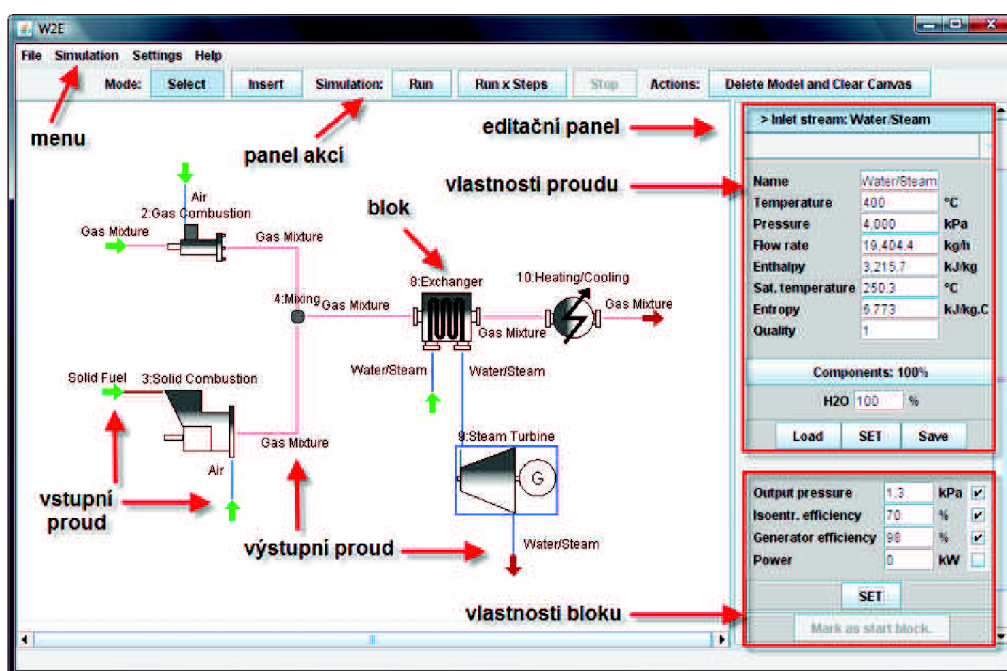 W2E
File Simulation Settings Help
Mode: Select Insert Simulation: Run Run x Steps Stop Actions: Delete Model and Clear Canvas
menu
panel akcí
editační panel
> Inlet stream: Water/Steam
vlastnosti proudu
Name Water/Steam
Temperature 400 °C
Pressure 4,000 kPa
Flow rate 19,404.4 kg/h
Enthalpy 3,215.7 kJ/kg
Sat. temperature 250.3 °C
Entropy 6.773 kJ/kg.C
Quality 1
Components: 100%
H2O 100 %
Load SET Save
Air
2:Gas Combustion
Gas Mixture
Gas Mixture
blok
8:Exchanger
10:Heating/Cooling
4:Mixing
Gas Mixture
Gas Mixture
Gas Mixture
Water/Steam
Water/Steam
Solid Fuel
3:Solid Combustion
Gas Mixture
Air
9:Steam Turbine
G
vstupní
proud
výstupní proud
Water/Steam
vlastnosti bloku
Output pressure 1.3 kPa
Isoentr. efficiency 70 %
Generator efficiency 98 %
Power 0 kW
SET
Mark as start block.